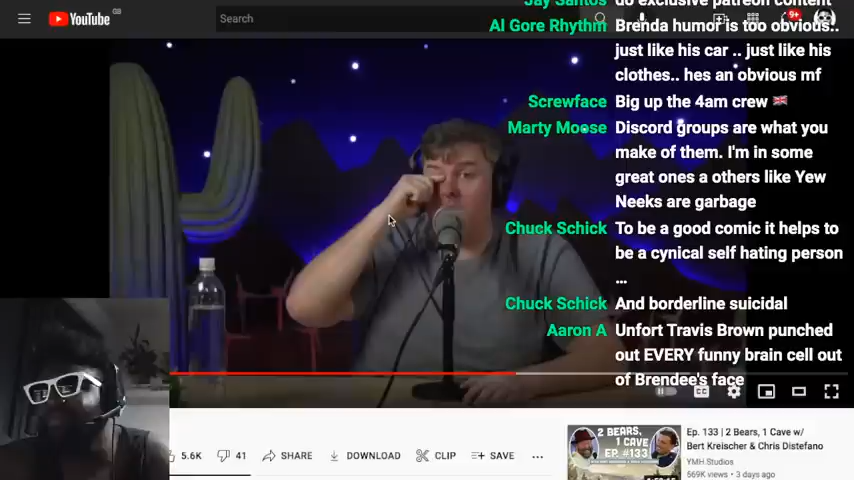 YouTube GB
Search
9+
Jay Santos do exclusive patreon content
Al Gore Rhythm Brenda humor is too obvious..
just like his car .. just like his
clothes.. hes an obvious mf
Screwface Big up the 4am crew 🇬🇧
Marty Moose Discord groups are what you
make of them. I'm in some
great ones a others like Yew
Neeks are garbage
Chuck Schick To be a good comic it helps to
be a cynical self hating person
...
Chuck Schick And borderline suicidal
Aaron A Unfort Travis Brown punched
out EVERY funny brain cell out
of Brendee's face
CC
5.6K 41 SHARE DOWNLOAD CLIP SAVE ...
2 BEARS,
1 CAVE
EP. #133
Ep. 133 | 2 Bears, 1 Cave w/
Bert Kreischer & Chris Distefano
YMH Studios
569K views • 3 days ago